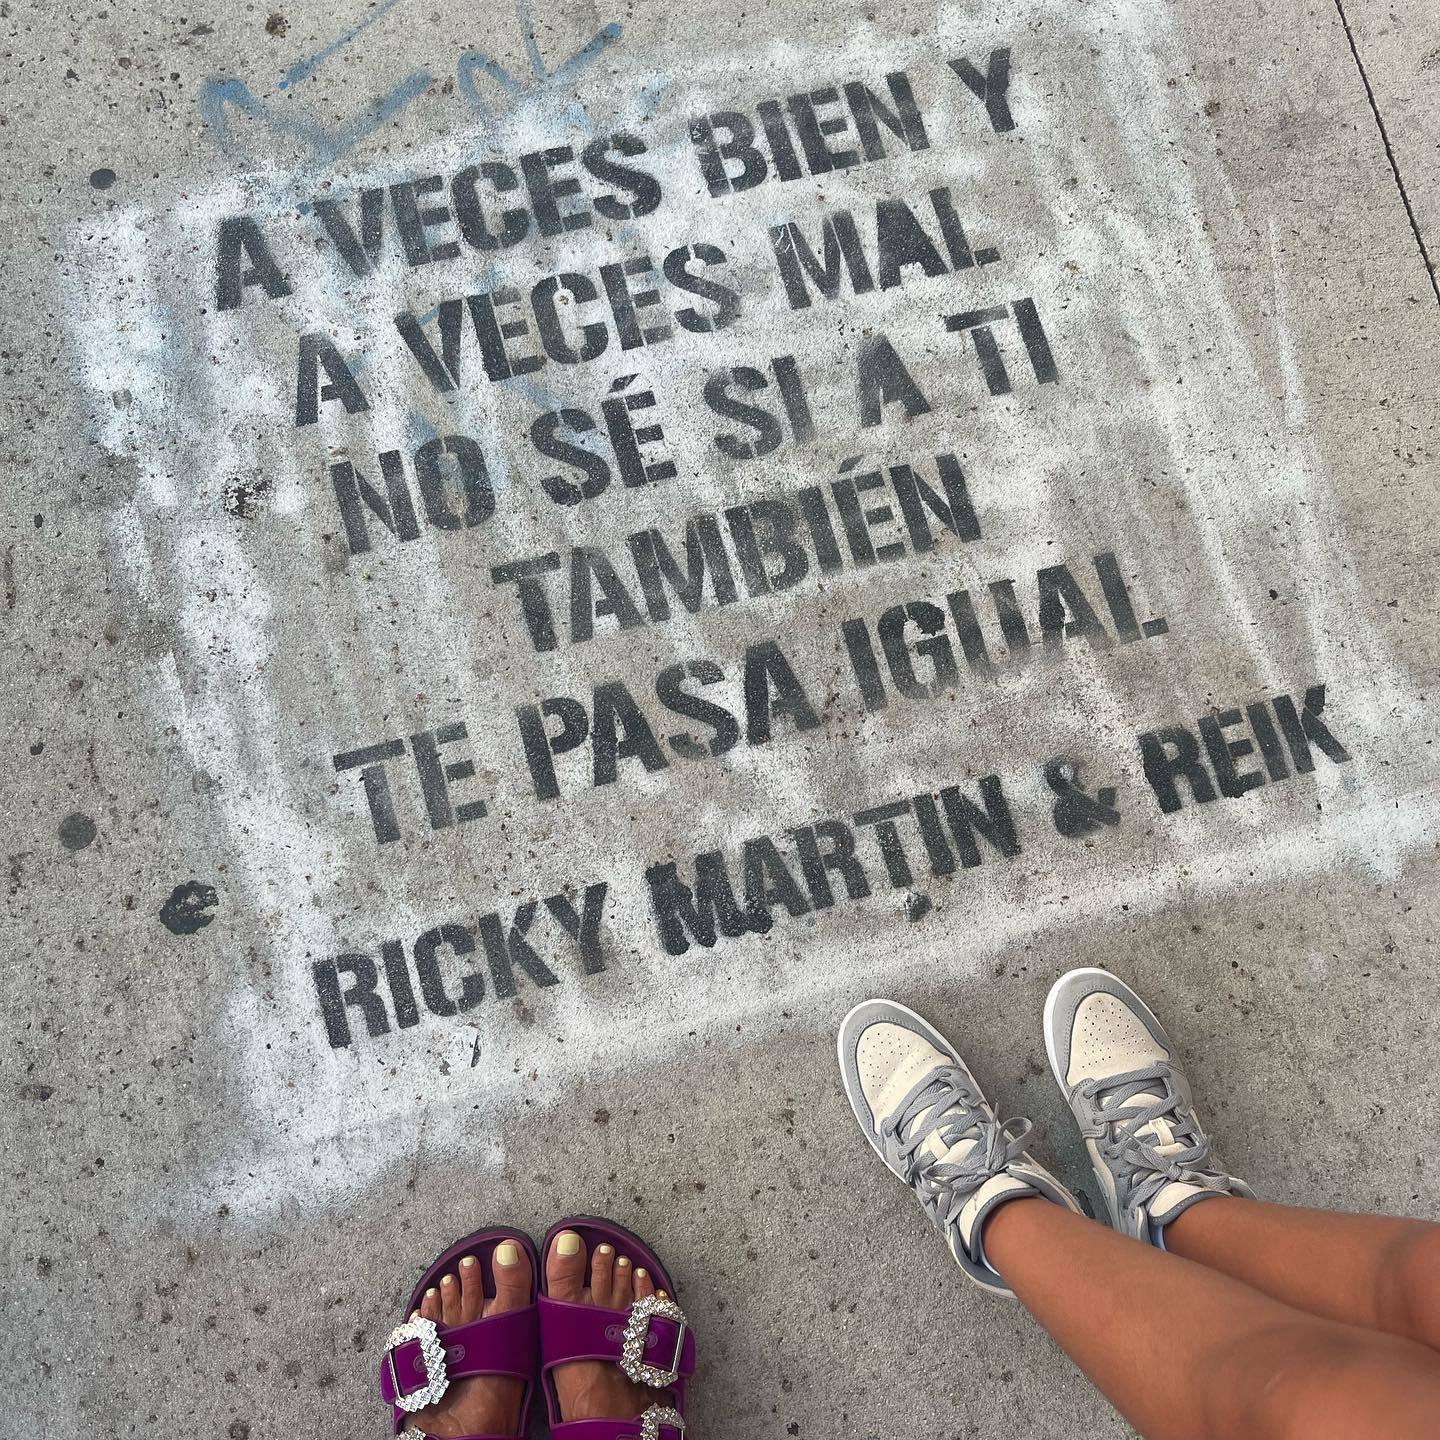 A VECES BIEN Y
A VECES MAL
NO SÉ SI A TI
TAMBIÉN
TE PASA IGUAL
RICKY MARTIN & REIK